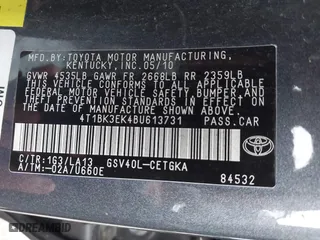 MFD.BY:TOYOTA MOTOR MANUFACTURING,
KENTUCKY,INC.05/10
GVWR 4535LB GAWR FR 2668LB RR 2359LB
THIS VEHICLE CONFORMS TO ALL APPLICABLE
FEDERAL MOTOR VEHICLE SAFETY, BUMPER, AND
THEFT PREVENTION STANDARDS IN EFFECT ON
THE DATE OF MANUFACTURE SHOWN ABOVE.
4T1BK3EK4BU613731 PASS.CAR
C/TR:1G3/LA13 GSV40L-CETGKA
A/TM:-02A/U660E
TOYOTA
84532